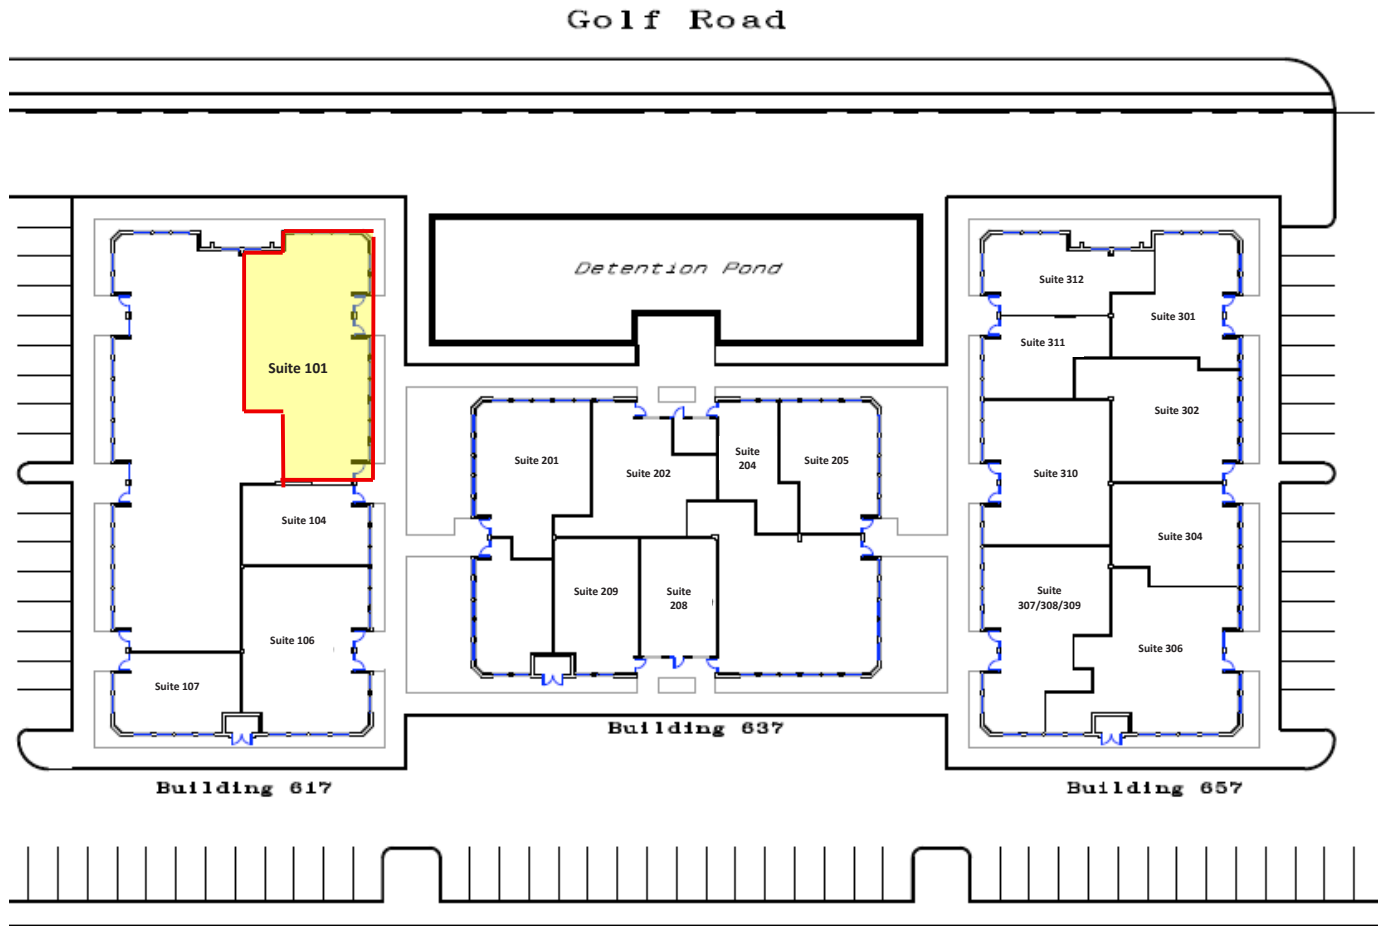 Golf Road
Detention Pond
Suite 101
Suite 104
Suite 106
Suite 107
Building 617
Suite 201
Suite 202
Suite
204
Suite 205
Suite 209
Suite
208
Building 637
Suite 312
Suite 301
Suite 311
Suite 302
Suite 310
Suite 304
Suite
307/308/309
Suite 306
Building 657